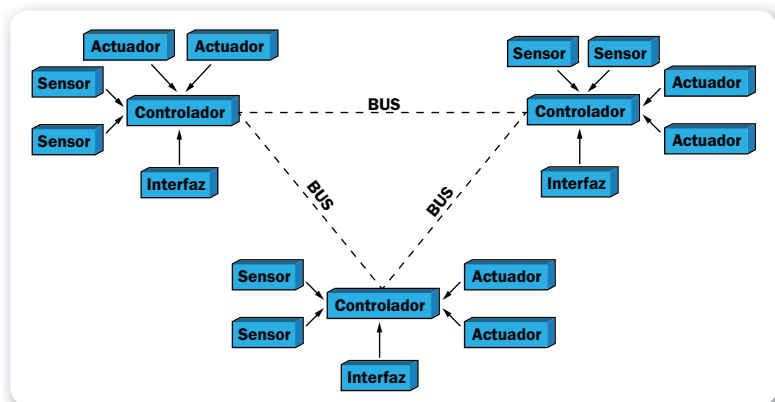 Actuador
Actuador
Sensor
Sensor
Controlador
Interfaz
BUS
Sensor
Sensor
Actuador
Controlador
Actuador
Interfaz
BUS
BUS
Sensor
Actuador
Controlador
Sensor
Actuador
Interfaz